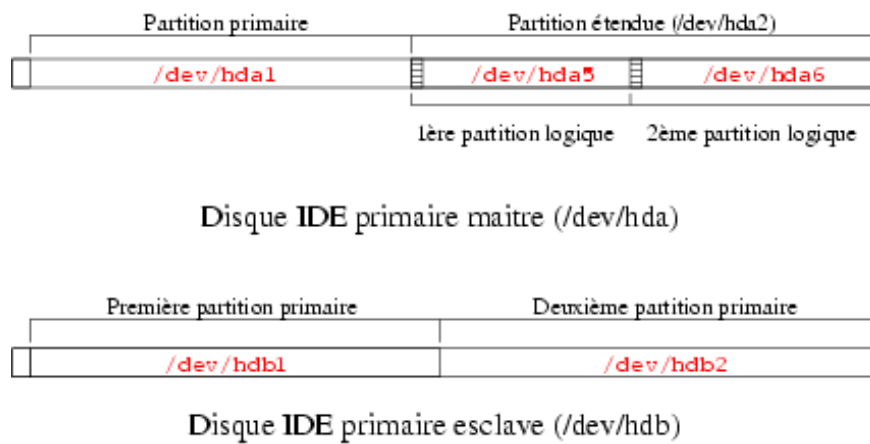 Partition primaire Partition étendue (/dev/hda2)
/dev/hda1 /dev/hda5 /dev/hda6
1ère partition logique 2ème partition logique
Disque IDE primaire maitre (/dev/hda)
Première partition primaire Deuxième partition primaire
/dev/hdb1 /dev/hdb2
Disque IDE primaire esclave (/dev/hdb)